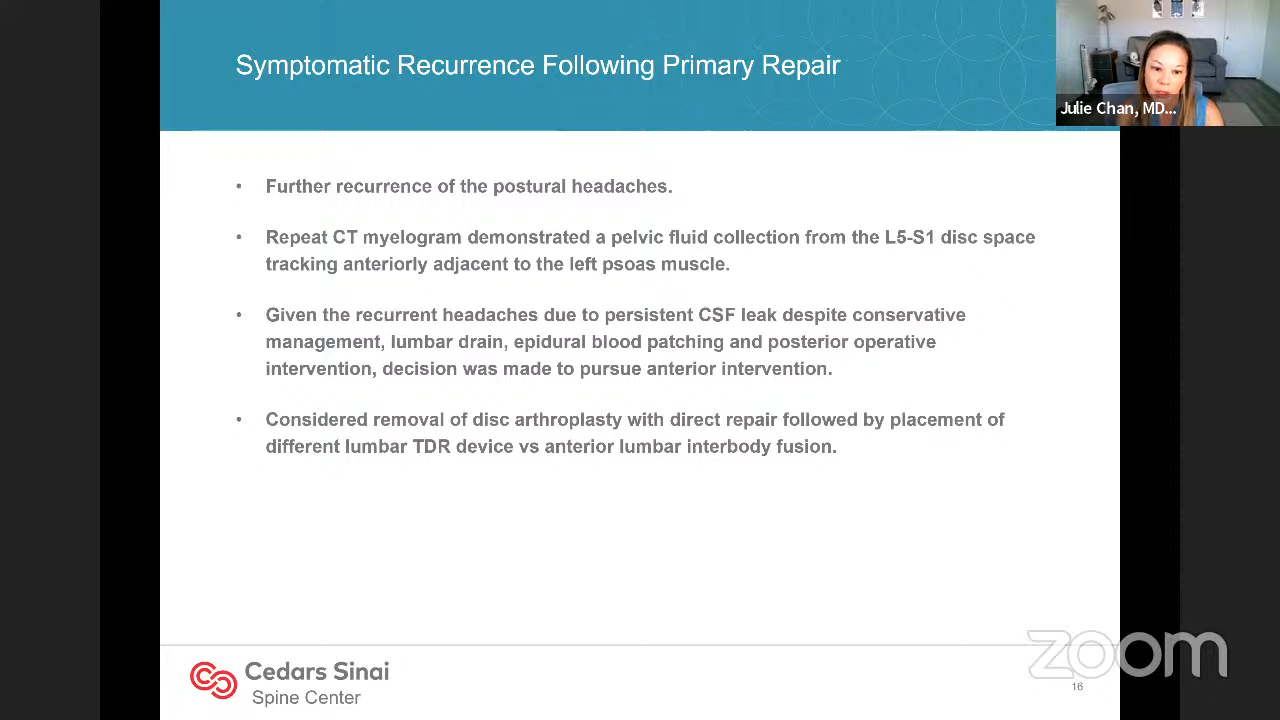 Symptomatic Recurrence Following Primary Repair
Julie Chan, MD...
• Further recurrence of the postural headaches.
• Repeat CT myelogram demonstrated a pelvic fluid collection from the L5-S1 disc space
tracking anteriorly adjacent to the left psoas muscle.
• Given the recurrent headaches due to persistent CSF leak despite conservative
management, lumbar drain, epidural blood patching and posterior operative
intervention, decision was made to pursue anterior intervention.
• Considered removal of disc arthroplasty with direct repair followed by placement of
different lumbar TDR device vs anterior lumbar interbody fusion.
Cedars Sinai
Spine Center
zoom
16